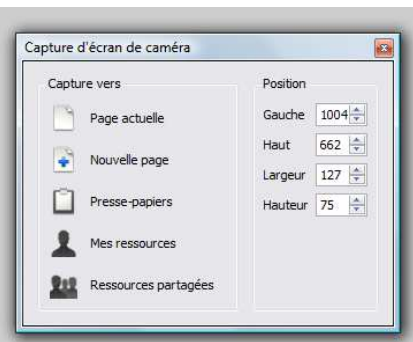 Capture d'écran de caméra
Capture vers
Page actuelle
Nouvelle page
Presse-papiers
Mes ressources
Ressources partagées
Position
Gauche 1004
Haut 662
Largeur 127
Hauteur 75